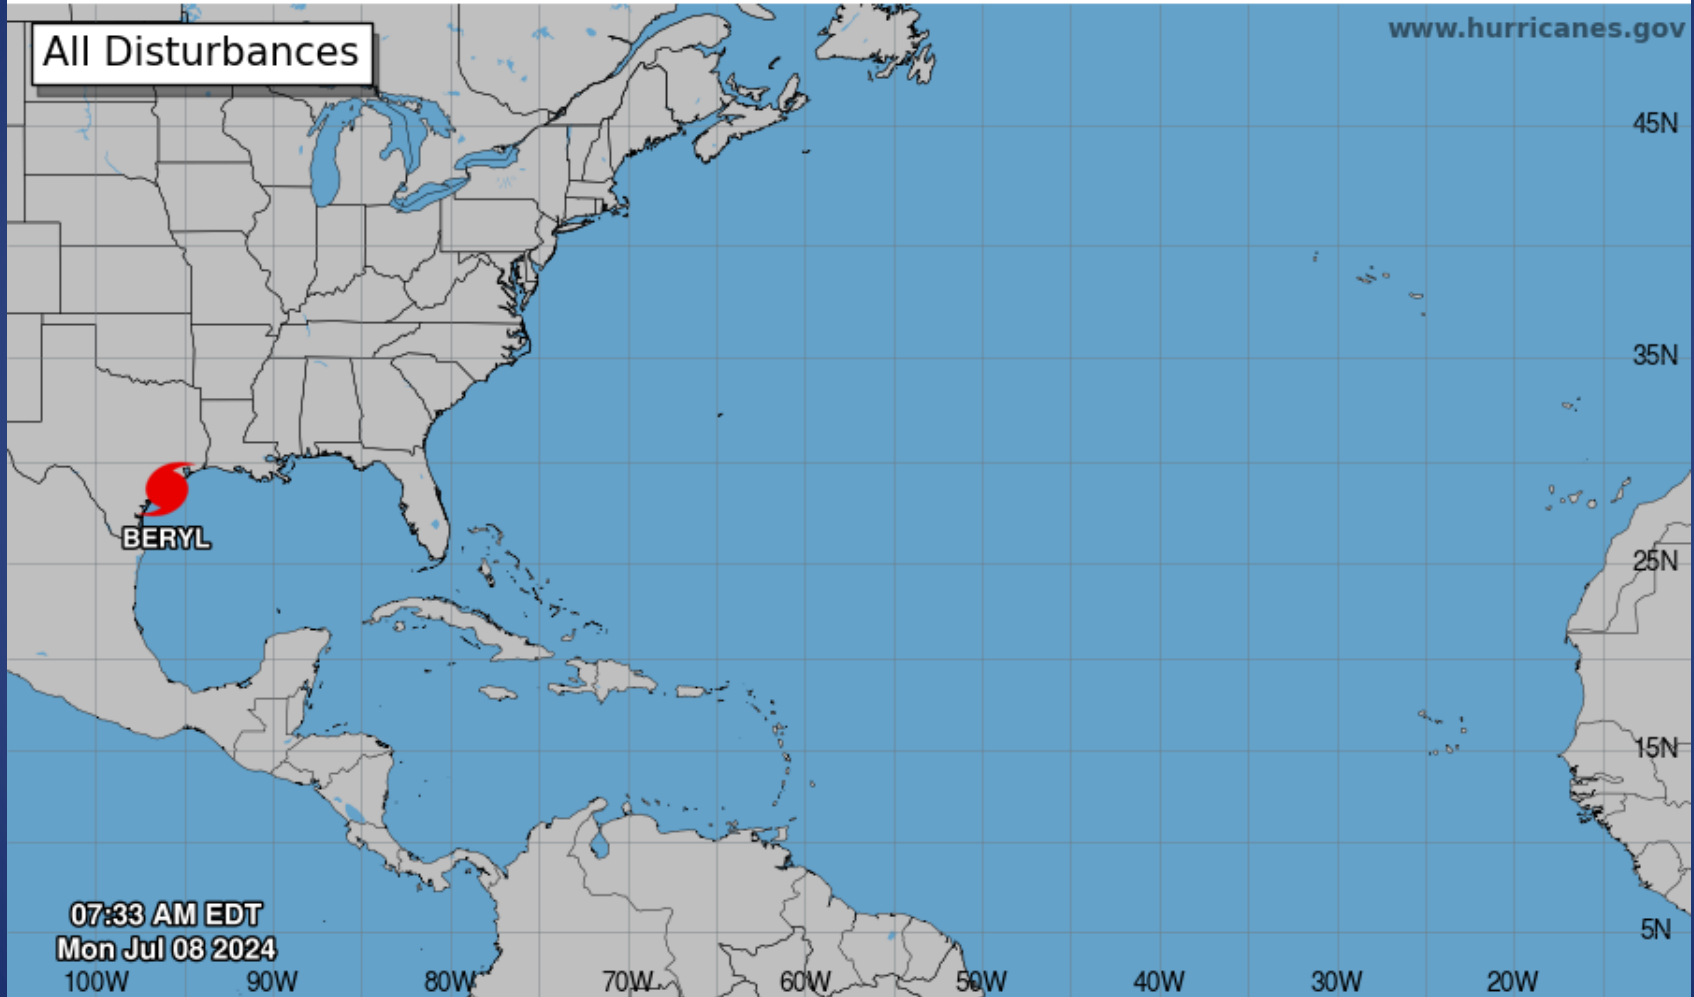 All Disturbances
www.hurricanes.gov
45N
35N
25N
15N
5N
BERYL
07:33 AM EDT
Mon Jul 08 2024
100W 90W 80W 70W 60W 50W 40W 30W 20W